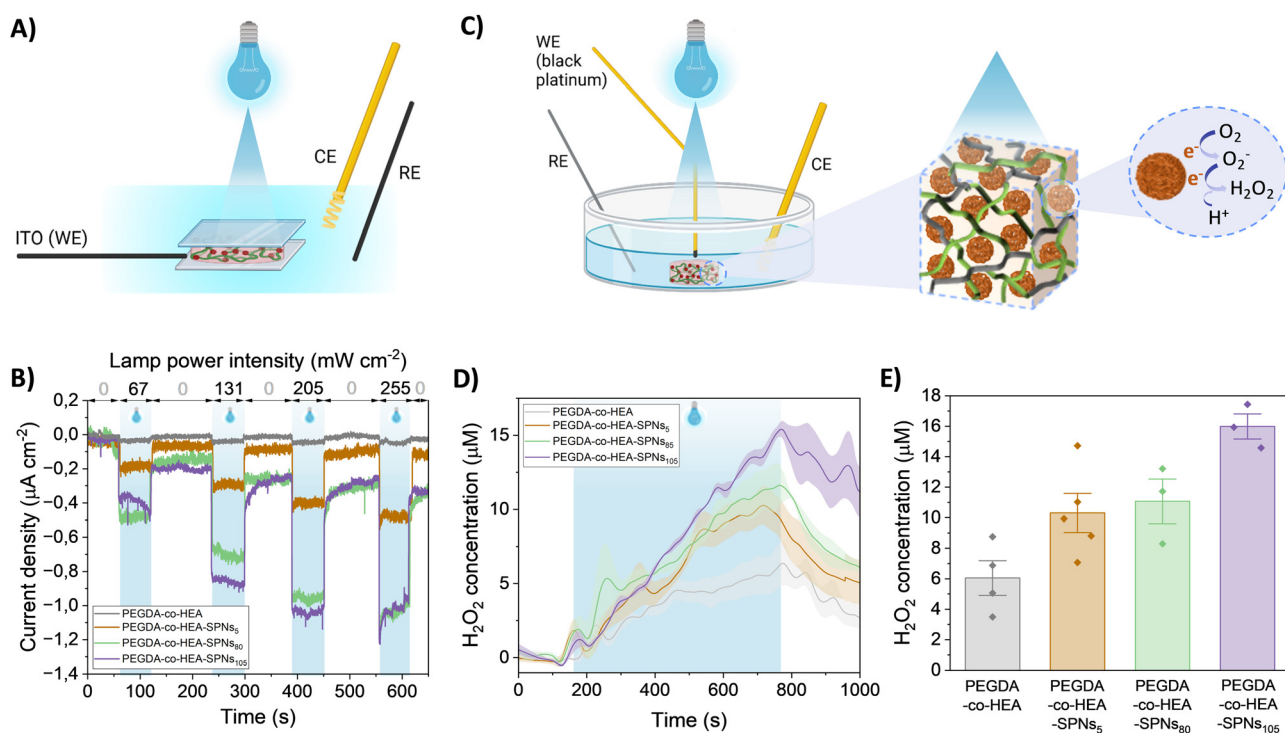 A)
CE
RE
ITO (WE)
C)
WE
(black
platinum)
RE
CE
e-
e-
O2
O2-
H2O2
H+
B)
Lamp power intensity (mW cm-2)
0 67 0 131 0 205 0 255 0
0,2
0,0
−0,2
−0,4
−0,6
−0,8
−1,0
−1,2
−1,4
Current density (μA cm-2)
PEGDA-co-HEA
PEGDA-co-HEA-SPNs5
PEGDA-co-HEA-SPNs80
PEGDA-co-HEA-SPNs105
0 100 200 300 400 500 600
Time (s)
D)
H2O2 concentration (μM)
15
10
5
0
PEGDA-co-HEA
PEGDA-co-HEA-SPNs5
PEGDA-co-HEA-SPNs85
PEGDA-co-HEA-SPNs105
0 200 400 600 800 1000
Time (s)
E)
H2O2 concentration (μM)
18
16
14
12
10
8
6
4
2
0
PEGDA
-co-HEA
PEGDA
-co-HEA
-SPNs5
PEGDA
-co-HEA
-SPNs80
PEGDA
-co-HEA
-SPNs105